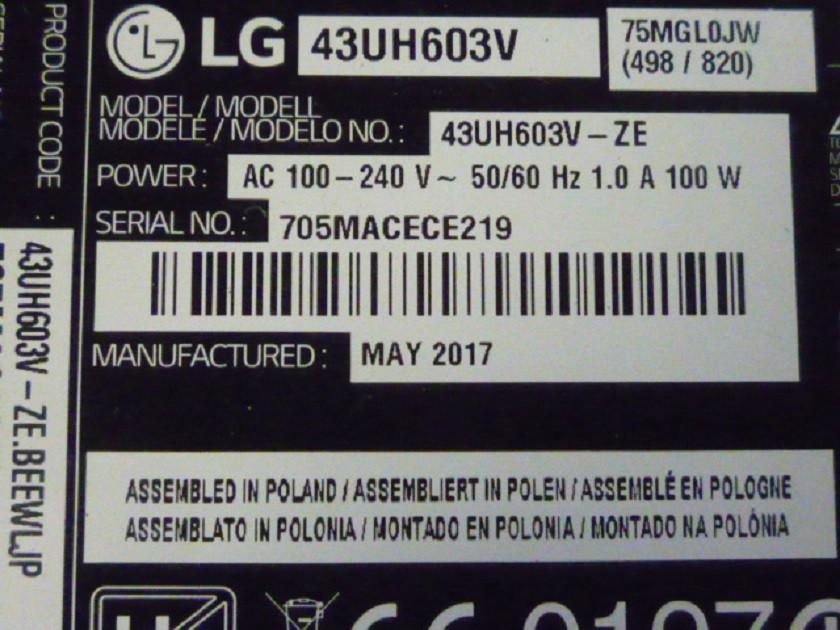 LG 43UH603V
75MGL0JW
(498 / 820)
MODEL / MODELL
MODÈLE / MODELO NO. : 43UH603V – ZE
POWER : AC 100 – 240 V ~ 50/60 Hz 1.0 A 100 W
SERIAL NO. : 705MACECE219
MANUFACTURED : MAY 2017
ASSEMBLED IN POLAND / ASSEMBLIERT IN POLEN / ASSEMBLÉ EN POLOGNE
ASSEMBLATO IN POLONIA / MONTADO EN POLONIA / MONTADO NA POLÓNIA
PRODUCT CODE :
43UH603V – ZE.BEEWLJP